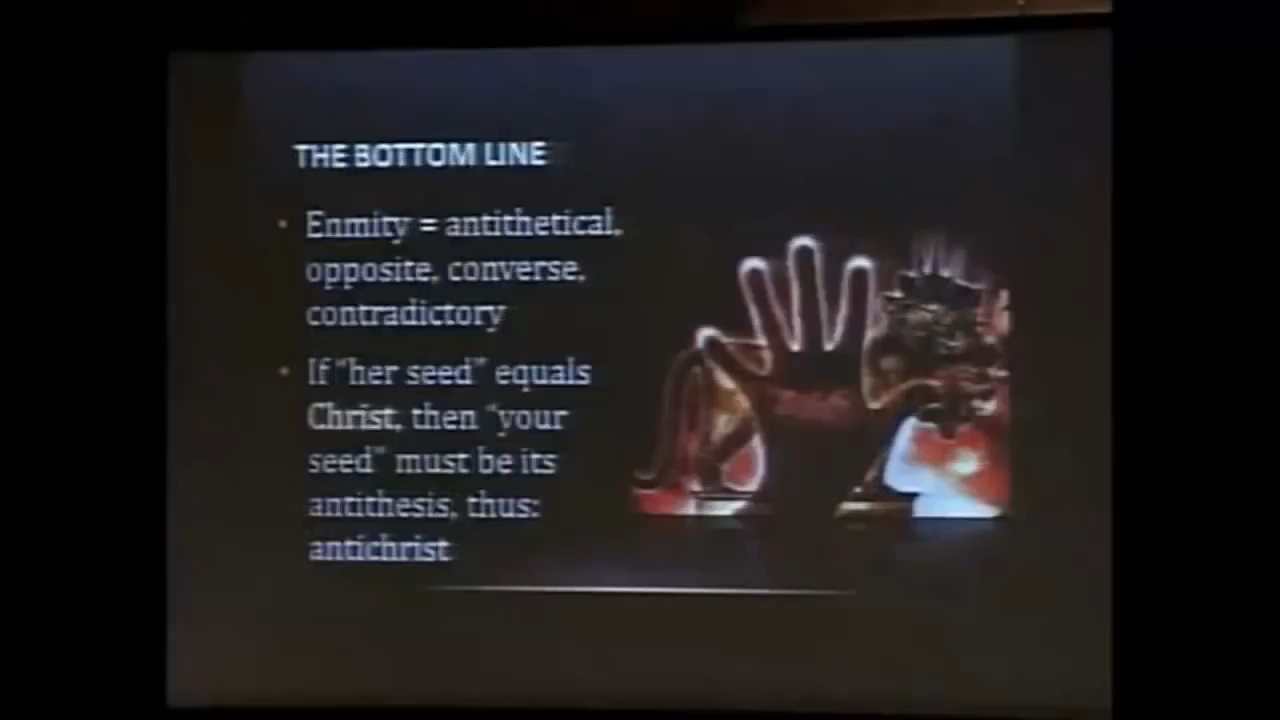 THE BOTTOM LINE
• Enmity = antithetical,
opposite, converse,
contradictory
• If "her seed" equals
Christ, then "your
seed" must be its
antithesis, thus:
antichrist